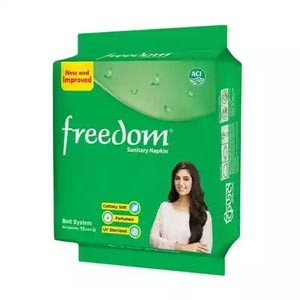 New and
Improved
ACI
freedom®
Sanitary Napkin
Cottony Soft
Perfumed
UV Sterilized
Belt System